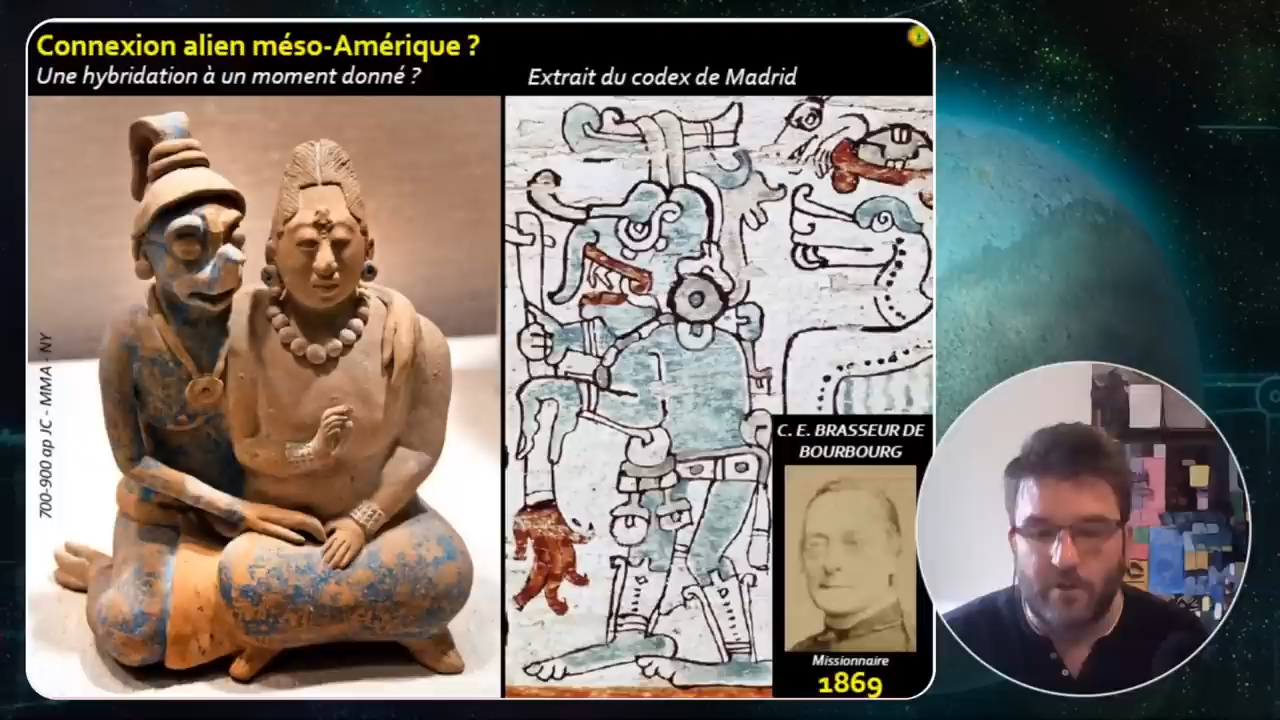 Connexion alien méso-Amérique ?
Une hybridation à un moment donné ?
Extrait du codex de Madrid
700-900 ap JC - MMA - NY
C. E. BRASSEUR DE
BOURBOURG
Missionnaire
1869